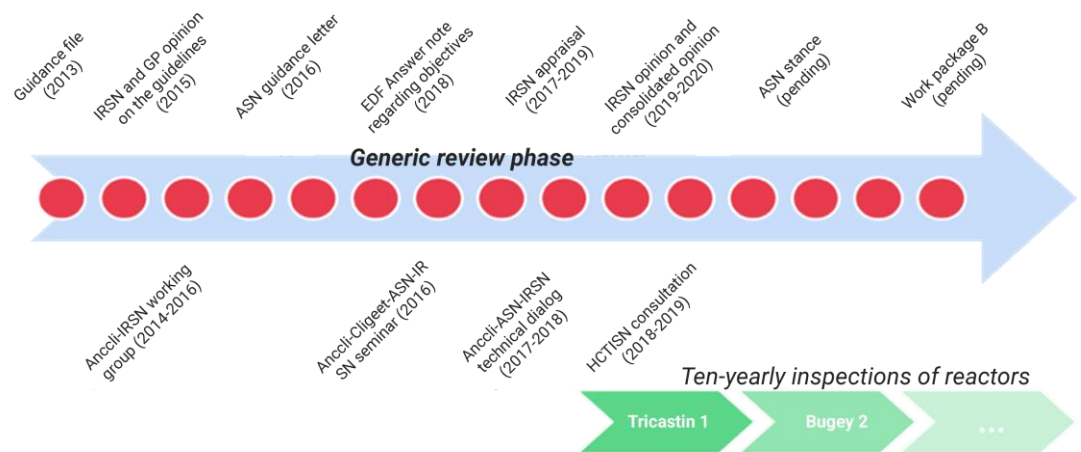 Guidance file
(2013)
IRSN and GP opinion
on the guidelines
(2015)
ASN guidance letter
(2016)
EDF Answer note
regarding objectives
(2018)
IRSN appraisal
(2017-2019)
IRSN opinion and
consolidated opinion
(2019-2020)
ASN stance
(pending)
Work package B
(pending)
Generic review phase
Anccli-IRSN working
group (2014-2016)
Anccli-Cligeet-ASN-IR
SN seminar (2016)
Anccli-ASN-IRSN
technical dialog
(2017-2018)
HCTISN consultation
(2018-2019)
Ten-yearly inspections of reactors
Tricastin 1
Bugey 2
...